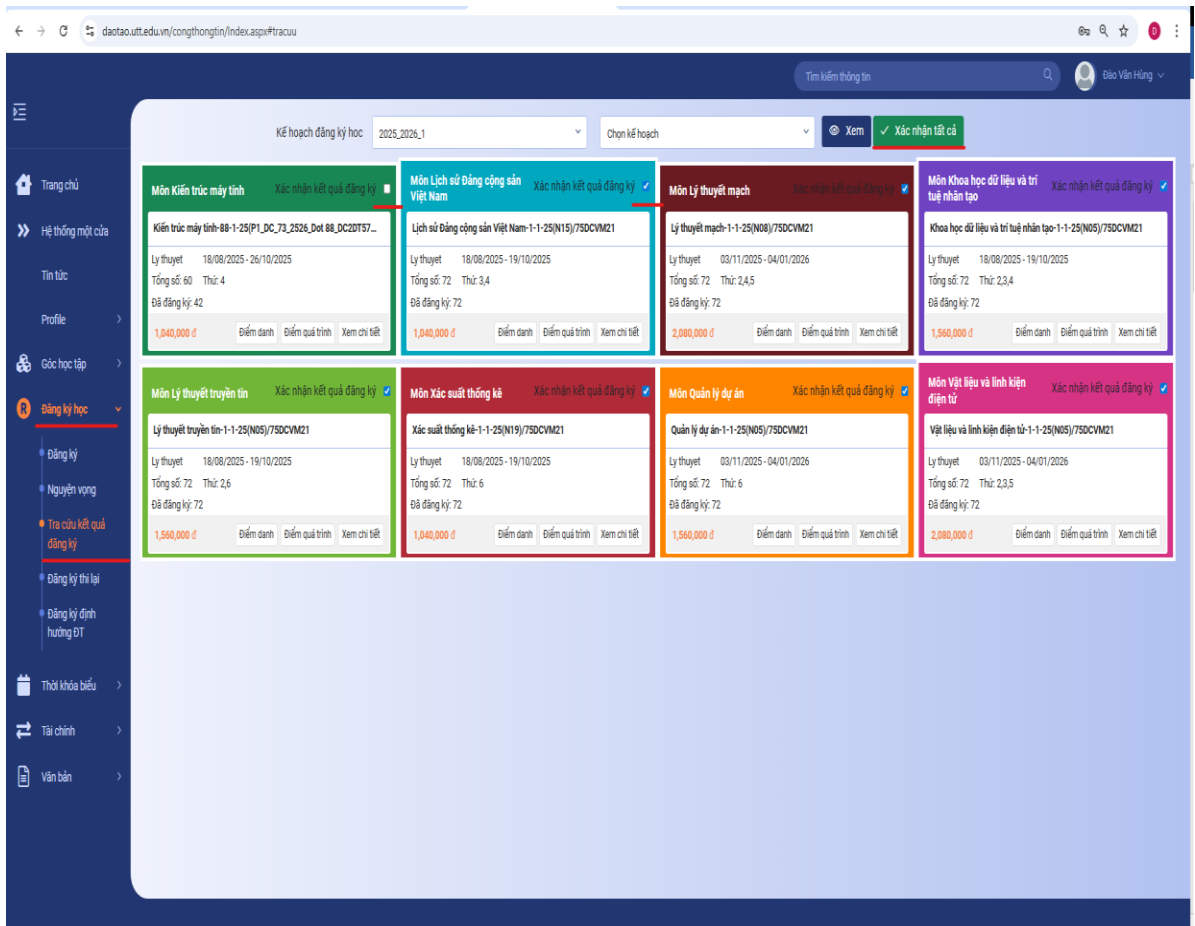 daotao.utt.edu.vn/congthongtin/Index.aspx#tracuu
D
Tìm kiếm thông tin
Đào Văn Hùng
Kế hoạch đăng ký học
2025_2026_1
Chọn kế hoạch
Xem
Xác nhận tất cả
Trang chủ
Hệ thống một cửa
Tin tức
Profile
Góc học tập
R
Đăng ký học
Đăng ký
Nguyện vọng
Tra cứu kết quả
đăng ký
Đăng ký thi lại
Đăng ký định
hướng ĐT
Thời khóa biểu
Tài chính
Văn bản
Môn Kiến trúc máy tính
Xác nhận kết quả đăng ký
Kiến trúc máy tính-88-1-25(P1_DC_73_2526_Dot 88_DC2DT57...
Ly thuyet 18/08/2025 - 26/10/2025
Tổng số: 60 Thứ: 4
Đã đăng ký: 42
1,040,000 đ Điểm danh Điểm quá trình Xem chi tiết
Môn Lịch sử Đảng cộng sản
Việt Nam
Xác nhận kết quả đăng ký
Lịch sử Đảng cộng sản Việt Nam-1-1-25(N15)/75DCVM21
Ly thuyet 18/08/2025 - 19/10/2025
Tổng số: 72 Thứ: 3,4
Đã đăng ký: 72
1,040,000 đ Điểm danh Điểm quá trình Xem chi tiết
Môn Lý thuyết mạch
Xác nhận kết quả đăng ký
Lý thuyết mạch-1-1-25(N08)/75DCVM21
Ly thuyet 03/11/2025 - 04/01/2026
Tổng số: 72 Thứ: 2,4,5
Đã đăng ký: 72
2,080,000 đ Điểm danh Điểm quá trình Xem chi tiết
Môn Khoa học dữ liệu và trí
tuệ nhân tạo
Xác nhận kết quả đăng ký
Khoa học dữ liệu và trí tuệ nhân tạo-1-1-25(N05)/75DCVM21
Ly thuyet 18/08/2025 - 19/10/2025
Tổng số: 72 Thứ: 2,3,4
Đã đăng ký: 72
1,560,000 đ Điểm danh Điểm quá trình Xem chi tiết
Môn Lý thuyết truyền tin
Xác nhận kết quả đăng ký
Lý thuyết truyền tin-1-1-25(N05)/75DCVM21
Ly thuyet 18/08/2025 - 19/10/2025
Tổng số: 72 Thứ: 2,6
Đã đăng ký: 72
1,560,000 đ Điểm danh Điểm quá trình Xem chi tiết
Môn Xác suất thống kê
Xác nhận kết quả đăng ký
Xác suất thống kê-1-1-25(N19)/75DCVM21
Ly thuyet 18/08/2025 - 19/10/2025
Tổng số: 72 Thứ: 6
Đã đăng ký: 72
1,040,000 đ Điểm danh Điểm quá trình Xem chi tiết
Môn Quản lý dự án
Xác nhận kết quả đăng ký
Quản lý dự án-1-1-25(N05)/75DCVM21
Ly thuyet 03/11/2025 - 04/01/2026
Tổng số: 72 Thứ: 6
Đã đăng ký: 72
1,560,000 đ Điểm danh Điểm quá trình Xem chi tiết
Môn Vật liệu và linh kiện
điện tử
Xác nhận kết quả đăng ký
Vật liệu và linh kiện điện tử-1-1-25(N05)/75DCVM21
Ly thuyet 03/11/2025 - 04/01/2026
Tổng số: 72 Thứ: 2,3,5
Đã đăng ký: 72
2,080,000 đ Điểm danh Điểm quá trình Xem chi tiết